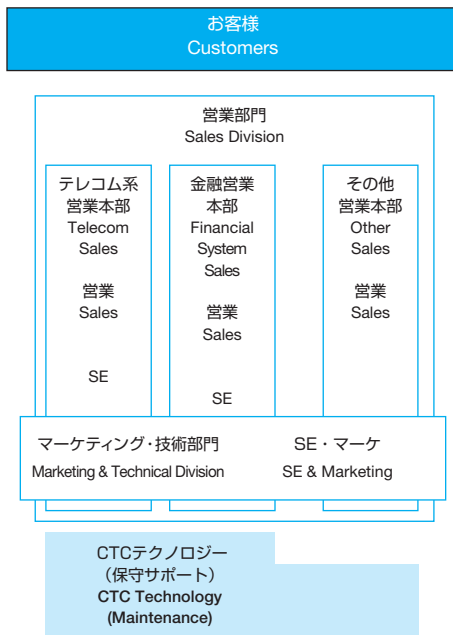 お客様
Customers
営業部門
Sales Division
テレコム系
営業本部
Telecom
Sales
営業
Sales
SE
金融営業
本部
Financial
System
Sales
営業
Sales
SE
その他
営業本部
Other
Sales
営業
Sales
マーケティング・技術部門
Marketing & Technical Division
SE・マーケ
SE & Marketing
CTCテクノロジー
（保守サポート）
CTC Technology
(Maintenance)